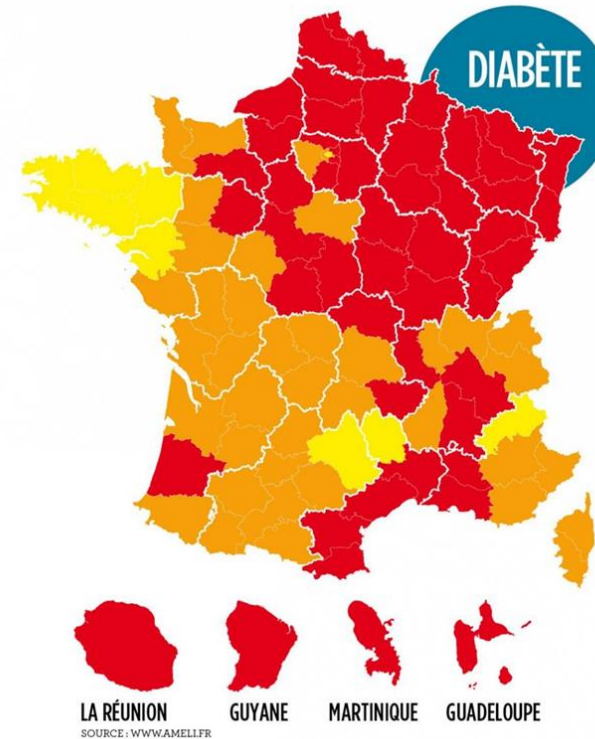 DIABÈTE
LA RÉUNION
GUYANE
MARTINIQUE
GUADELOUPE
SOURCE : WWW.AMELI.FR